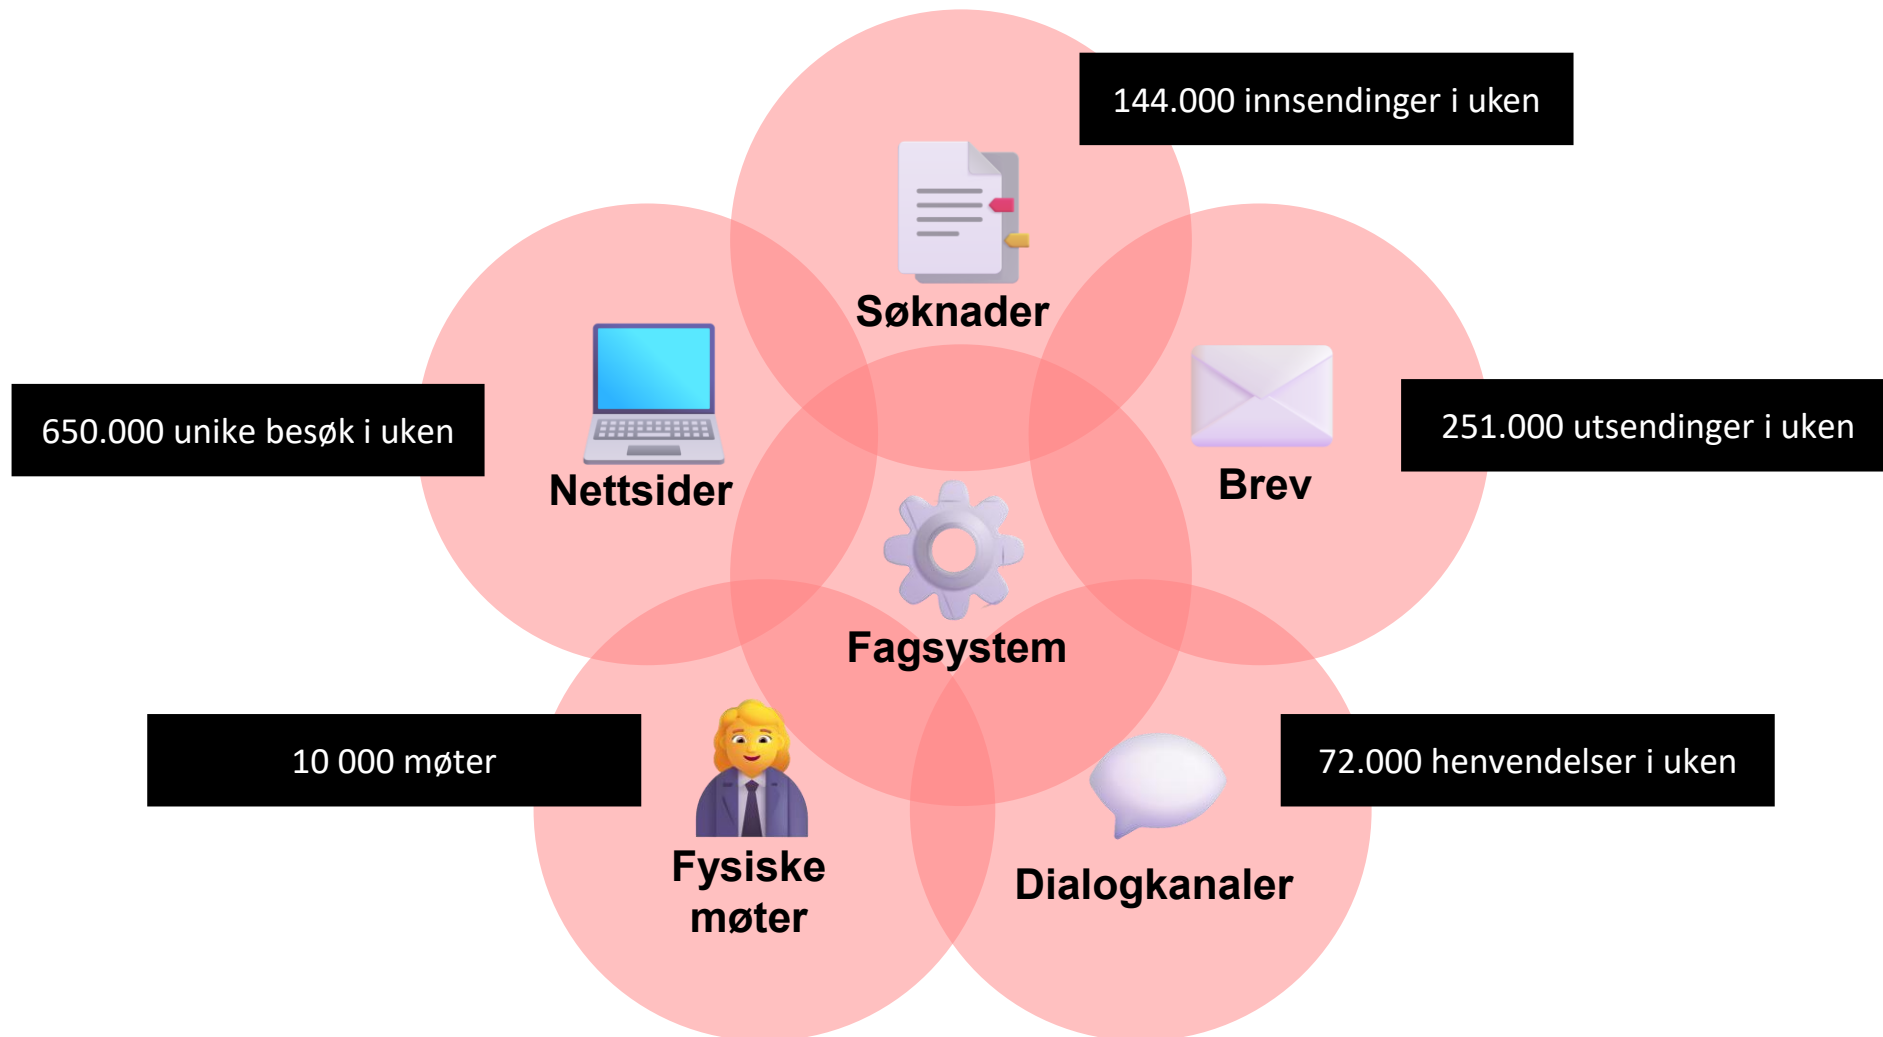 144.000 innsendinger i uken
Søknader
650.000 unike besøk i uken
Nettsider
251.000 utsendinger i uken
Brev
Fagsystem
10 000 møter
Fysiske
møter
72.000 henvendelser i uken
Dialogkanaler